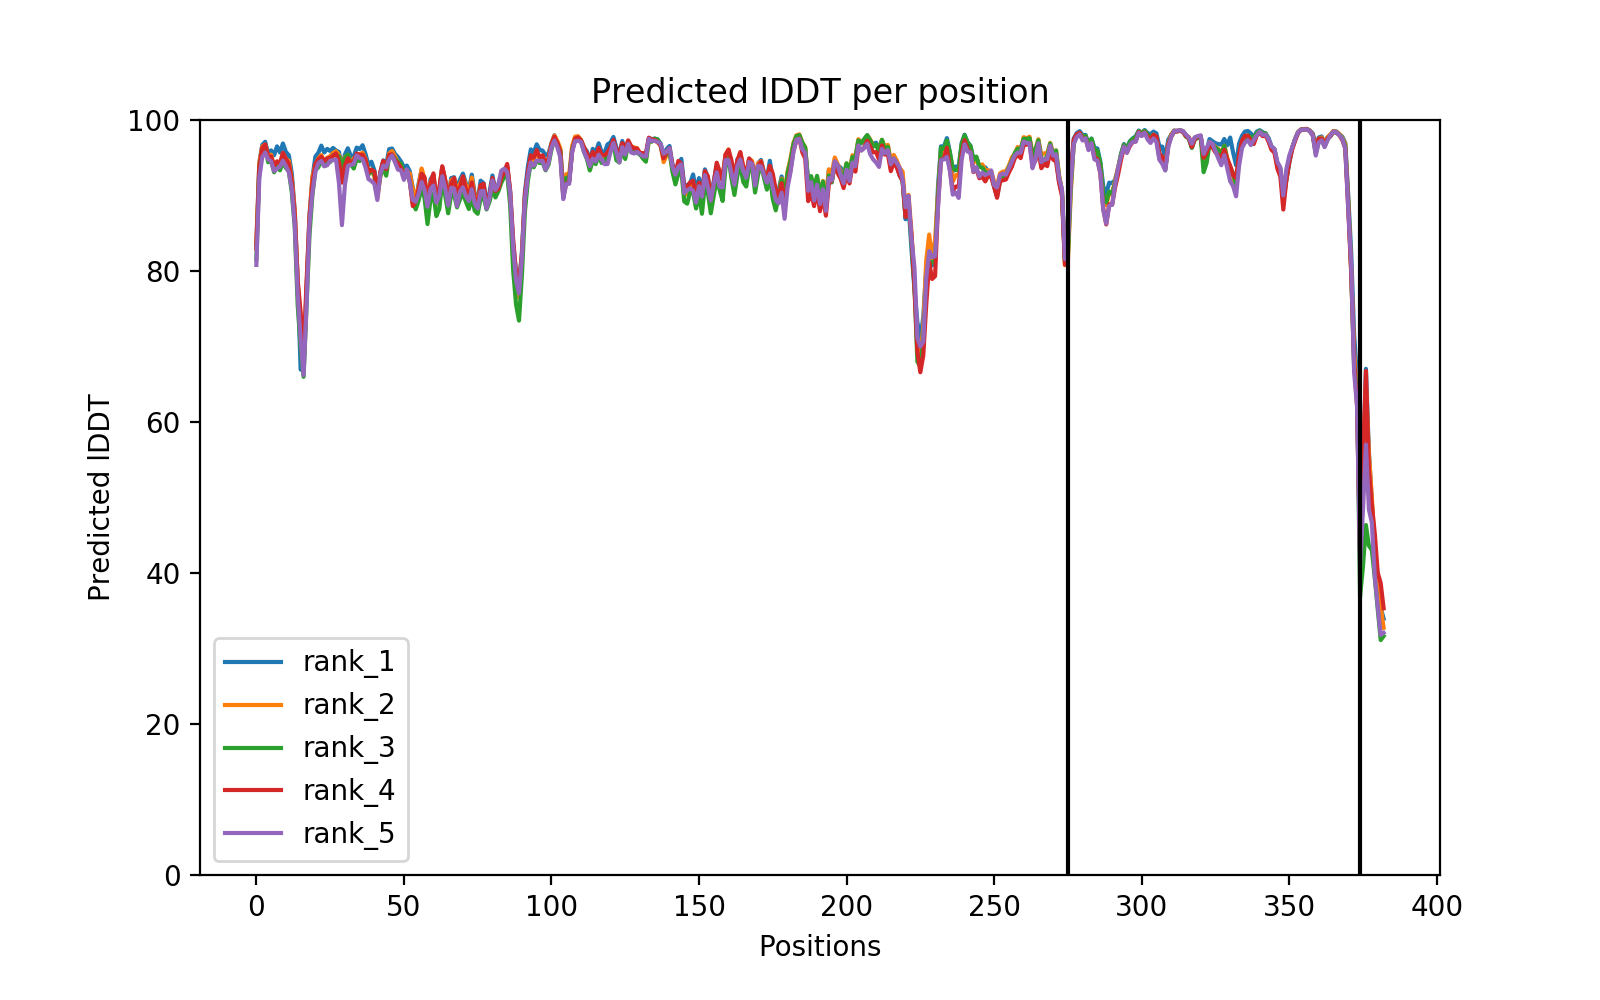 Predicted lDDT per position
100
80
60
40
20
0
Predicted lDDT
rank_1
rank_2
rank_3
rank_4
rank_5
0 50 100 150 200 250 300 350 400
Positions